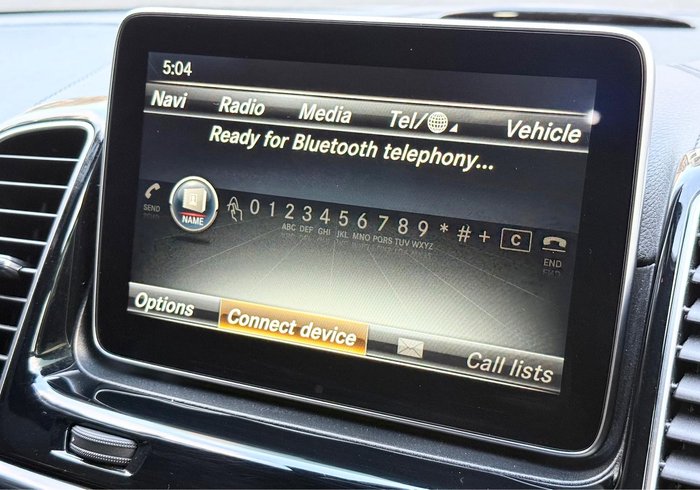 5:04
Navi Radio Media Tel/ Vehicle
Ready for Bluetooth telephony...
SEND NAME 0 1 2 3 4 5 6 7 8 9 * # + C END
ABC DEF GHI JKL MNO PQRS TUV WXYZ
Options Connect device Call lists